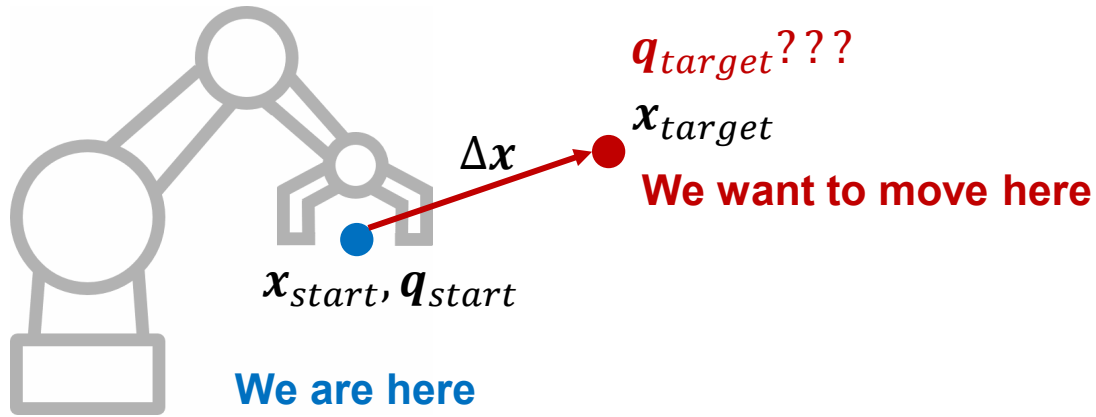 q_target???
x_target
Δx
We want to move here
x_start, q_start
We are here